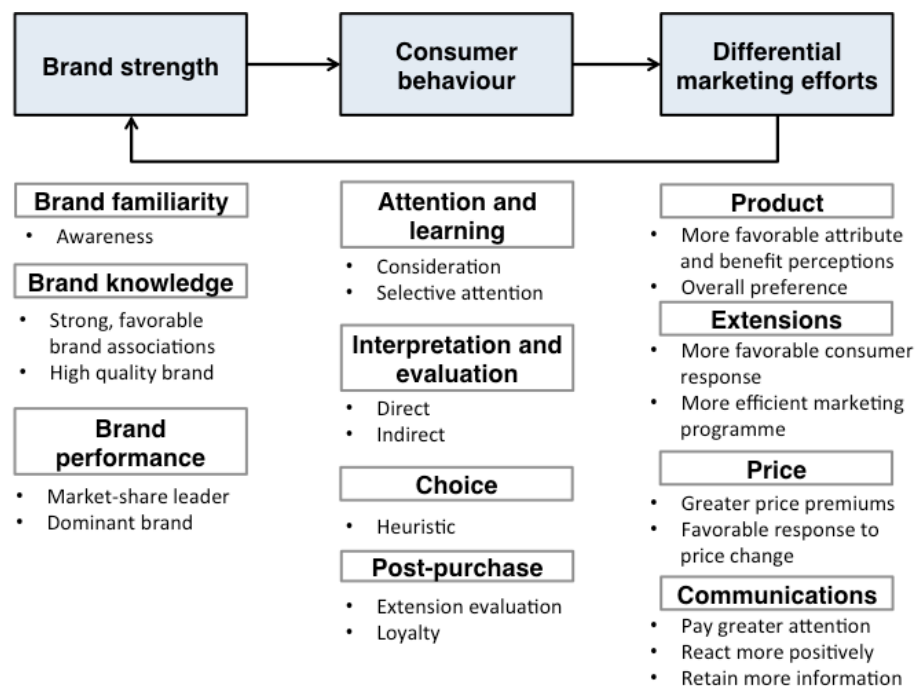 Brand strength
Consumer
behaviour
Differential
marketing efforts
Brand familiarity
• Awareness
Brand knowledge
• Strong, favorable
brand associations
• High quality brand
Brand
performance
• Market-share leader
• Dominant brand
Attention and
learning
• Consideration
• Selective attention
Interpretation and
evaluation
• Direct
• Indirect
Choice
• Heuristic
Post-purchase
• Extension evaluation
• Loyalty
Product
• More favorable attribute
and benefit perceptions
• Overall preference
Extensions
• More favorable consumer
response
• More efficient marketing
programme
Price
• Greater price premiums
• Favorable response to
price change
Communications
• Pay greater attention
• React more positively
• Retain more information